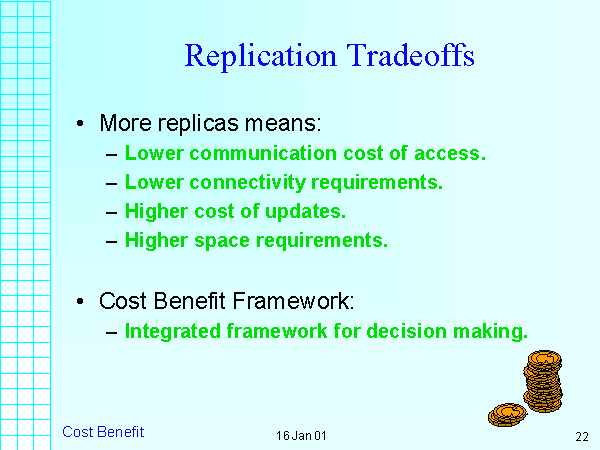 Replication Tradeoffs
• More replicas means:
– Lower communication cost of access.
– Lower connectivity requirements.
– Higher cost of updates.
– Higher space requirements.
• Cost Benefit Framework:
– Integrated framework for decision making.
Cost Benefit
16 Jan 01
22